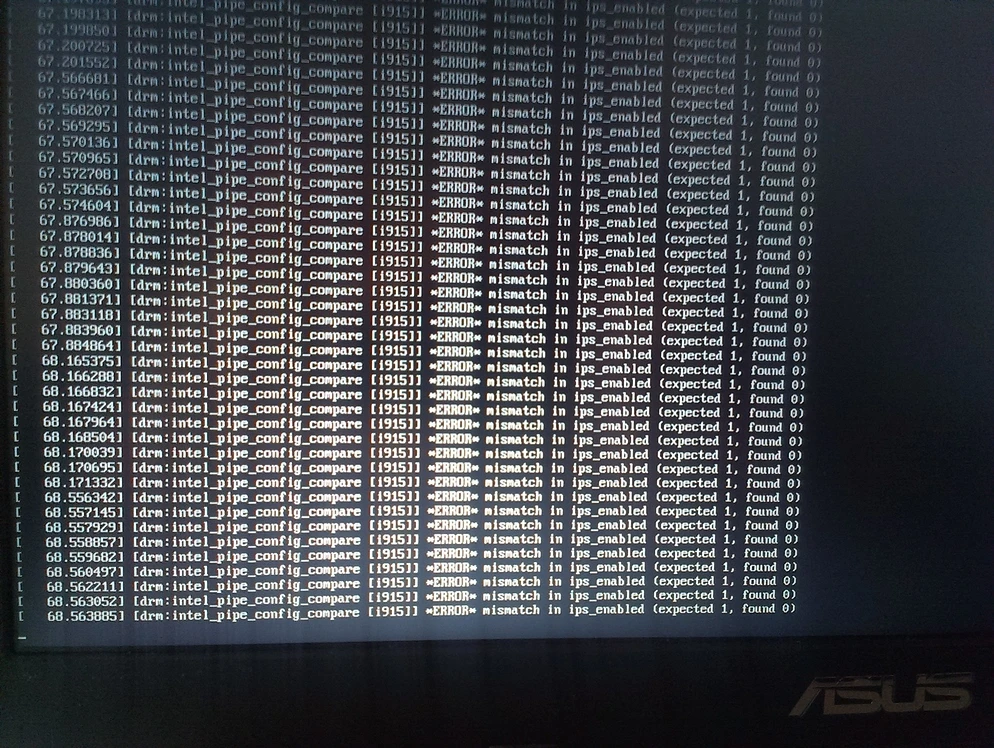 67.199850] [drm:intel_pipe_config_compare [i915]] *ERROR* mismatch in ips_enabled (expected 1, found 0)
67.200725] [drm:intel_pipe_config_compare [i915]] *ERROR* mismatch in ips_enabled (expected 1, found 0)
67.201552] [drm:intel_pipe_config_compare [i915]] *ERROR* mismatch in ips_enabled (expected 1, found 0)
67.566681] [drm:intel_pipe_config_compare [i915]] *ERROR* mismatch in ips_enabled (expected 1, found 0)
67.567466] [drm:intel_pipe_config_compare [i915]] *ERROR* mismatch in ips_enabled (expected 1, found 0)
[ 67.568207] [drm:intel_pipe_config_compare [i915]] *ERROR* mismatch in ips_enabled (expected 1, found 0)
[ 67.569295] [drm:intel_pipe_config_compare [i915]] *ERROR* mismatch in ips_enabled (expected 1, found 0)
[ 67.570136] [drm:intel_pipe_config_compare [i915]] *ERROR* mismatch in ips_enabled (expected 1, found 0)
[ 67.570965] [drm:intel_pipe_config_compare [i915]] *ERROR* mismatch in ips_enabled (expected 1, found 0)
[ 67.572708] [drm:intel_pipe_config_compare [i915]] *ERROR* mismatch in ips_enabled (expected 1, found 0)
[ 67.573656] [drm:intel_pipe_config_compare [i915]] *ERROR* mismatch in ips_enabled (expected 1, found 0)
[ 67.574604] [drm:intel_pipe_config_compare [i915]] *ERROR* mismatch in ips_enabled (expected 1, found 0)
[ 67.876986] [drm:intel_pipe_config_compare [i915]] *ERROR* mismatch in ips_enabled (expected 1, found 0)
[ 67.878014] [drm:intel_pipe_config_compare [i915]] *ERROR* mismatch in ips_enabled (expected 1, found 0)
[ 67.878836] [drm:intel_pipe_config_compare [i915]] *ERROR* mismatch in ips_enabled (expected 1, found 0)
[ 67.879643] [drm:intel_pipe_config_compare [i915]] *ERROR* mismatch in ips_enabled (expected 1, found 0)
[ 67.880360] [drm:intel_pipe_config_compare [i915]] *ERROR* mismatch in ips_enabled (expected 1, found 0)
[ 67.881371] [drm:intel_pipe_config_compare [i915]] *ERROR* mismatch in ips_enabled (expected 1, found 0)
[ 67.883118] [drm:intel_pipe_config_compare [i915]] *ERROR* mismatch in ips_enabled (expected 1, found 0)
[ 67.883960] [drm:intel_pipe_config_compare [i915]] *ERROR* mismatch in ips_enabled (expected 1, found 0)
[ 67.884864] [drm:intel_pipe_config_compare [i915]] *ERROR* mismatch in ips_enabled (expected 1, found 0)
[ 68.165375] [drm:intel_pipe_config_compare [i915]] *ERROR* mismatch in ips_enabled (expected 1, found 0)
[ 68.166288] [drm:intel_pipe_config_compare [i915]] *ERROR* mismatch in ips_enabled (expected 1, found 0)
[ 68.166832] [drm:intel_pipe_config_compare [i915]] *ERROR* mismatch in ips_enabled (expected 1, found 0)
[ 68.167424] [drm:intel_pipe_config_compare [i915]] *ERROR* mismatch in ips_enabled (expected 1, found 0)
[ 68.167964] [drm:intel_pipe_config_compare [i915]] *ERROR* mismatch in ips_enabled (expected 1, found 0)
[ 68.168504] [drm:intel_pipe_config_compare [i915]] *ERROR* mismatch in ips_enabled (expected 1, found 0)
[ 68.170039] [drm:intel_pipe_config_compare [i915]] *ERROR* mismatch in ips_enabled (expected 1, found 0)
[ 68.170695] [drm:intel_pipe_config_compare [i915]] *ERROR* mismatch in ips_enabled (expected 1, found 0)
[ 68.171332] [drm:intel_pipe_config_compare [i915]] *ERROR* mismatch in ips_enabled (expected 1, found 0)
[ 68.556342] [drm:intel_pipe_config_compare [i915]] *ERROR* mismatch in ips_enabled (expected 1, found 0)
[ 68.557145] [drm:intel_pipe_config_compare [i915]] *ERROR* mismatch in ips_enabled (expected 1, found 0)
[ 68.557929] [drm:intel_pipe_config_compare [i915]] *ERROR* mismatch in ips_enabled (expected 1, found 0)
[ 68.558857] [drm:intel_pipe_config_compare [i915]] *ERROR* mismatch in ips_enabled (expected 1, found 0)
[ 68.559682] [drm:intel_pipe_config_compare [i915]] *ERROR* mismatch in ips_enabled (expected 1, found 0)
[ 68.560497] [drm:intel_pipe_config_compare [i915]] *ERROR* mismatch in ips_enabled (expected 1, found 0)
[ 68.562211] [drm:intel_pipe_config_compare [i915]] *ERROR* mismatch in ips_enabled (expected 1, found 0)
[ 68.563052] [drm:intel_pipe_config_compare [i915]] *ERROR* mismatch in ips_enabled (expected 1, found 0)
[ 68.563885] [drm:intel_pipe_config_compare [i915]] *ERROR* mismatch in ips_enabled (expected 1, found 0)
ASUS